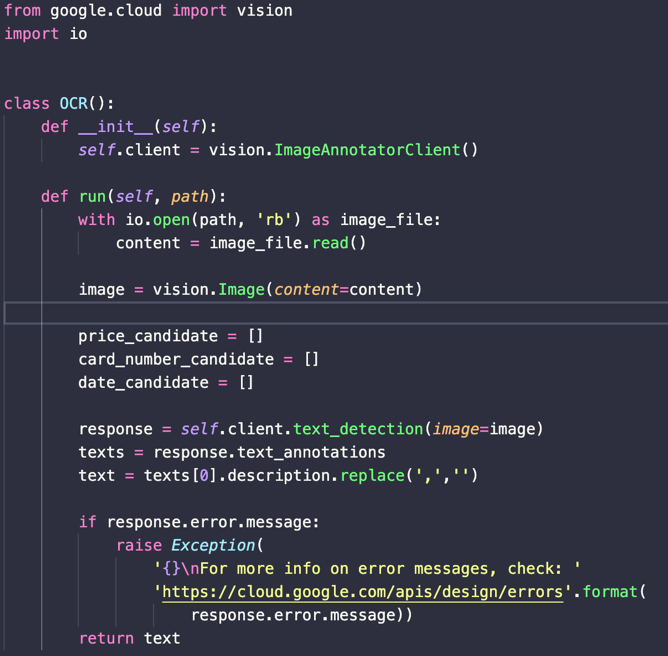 from google.cloud import vision
import io
class OCR():
def __init__(self):
self.client = vision.ImageAnnotatorClient()
def run(self, path):
with io.open(path, 'rb') as image_file:
content = image_file.read()
image = vision.Image(content=content)
price_candidate = []
card_number_candidate = []
date_candidate = []
response = self.client.text_detection(image=image)
texts = response.text_annotations
text = texts[0].description.replace(',','')
if response.error.message:
raise Exception(
'{}\nFor more info on error messages, check: '
'https://cloud.google.com/apis/design/errors'.format(
response.error.message))
return text